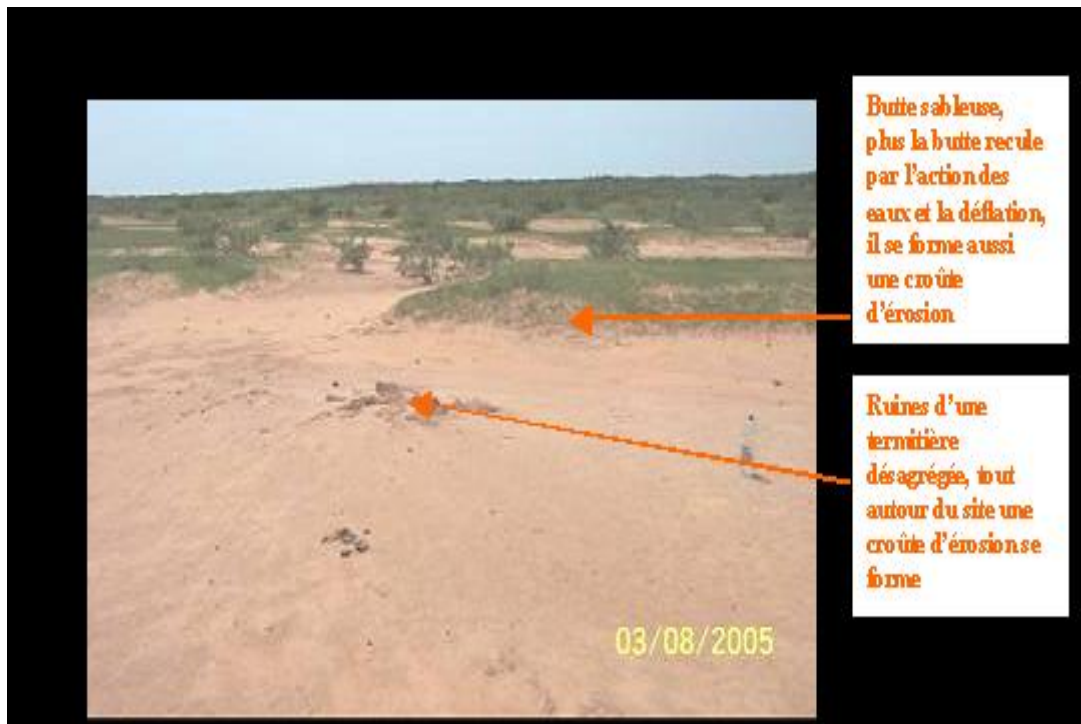 Butte sableuse,
plus la butte recule
par l'action des
eaux et la déflation,
il se forme aussi
une croûte
d'érosion
Ruines d'une
termitière
désagrégée, tout
autour du site une
croûte d'érosion se
forme
03/08/2005